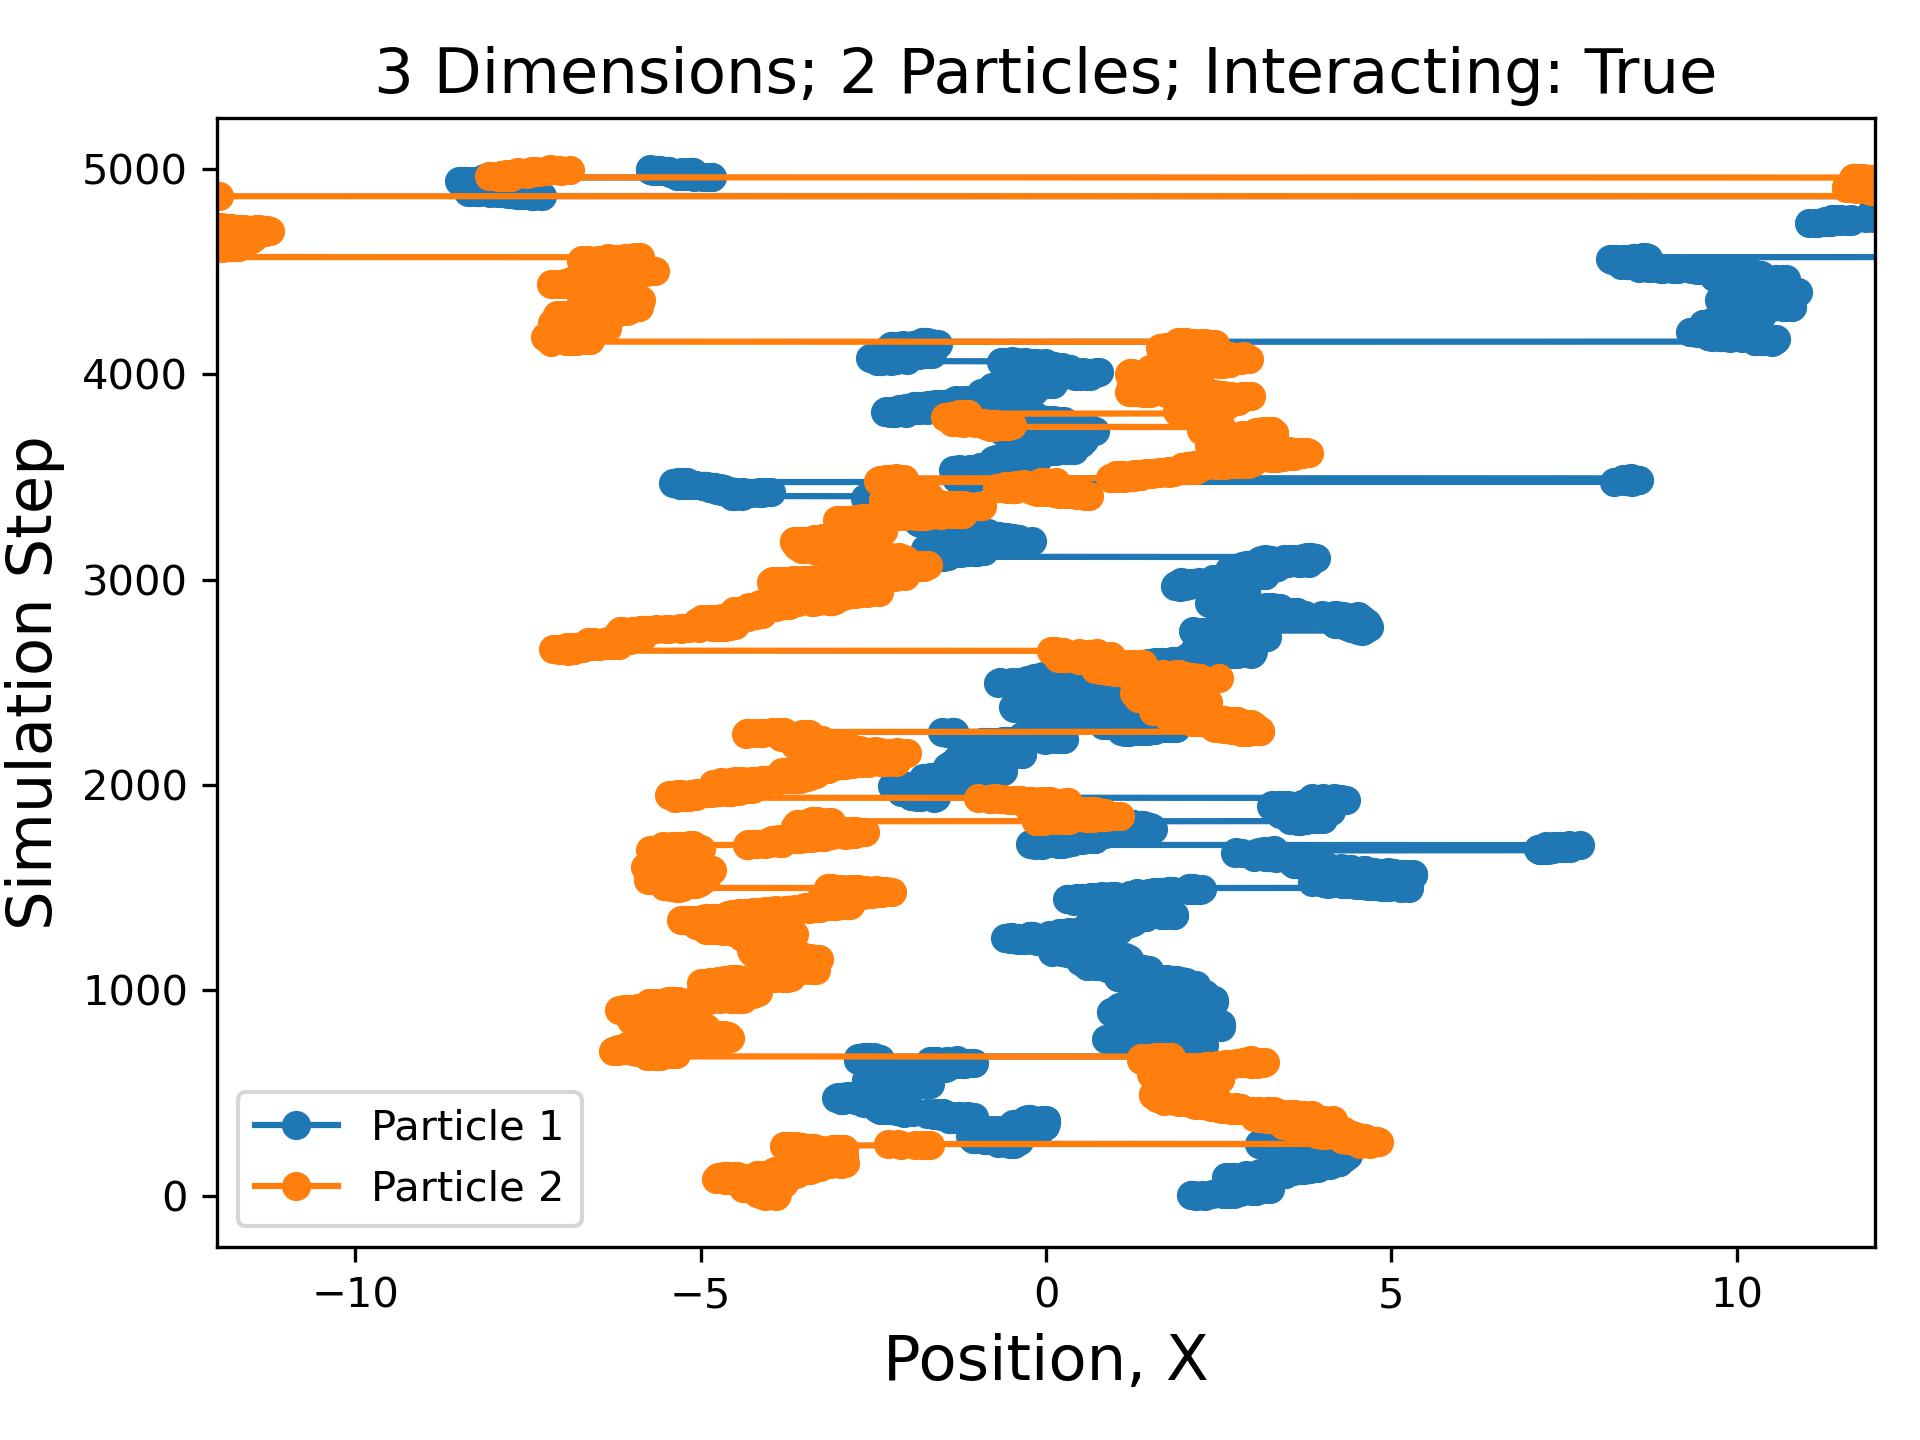 3 Dimensions; 2 Particles; Interacting: True
Simulation Step
5000
4000
3000
2000
1000
0
Particle 1
Particle 2
−10 −5 0 5 10
Position, X